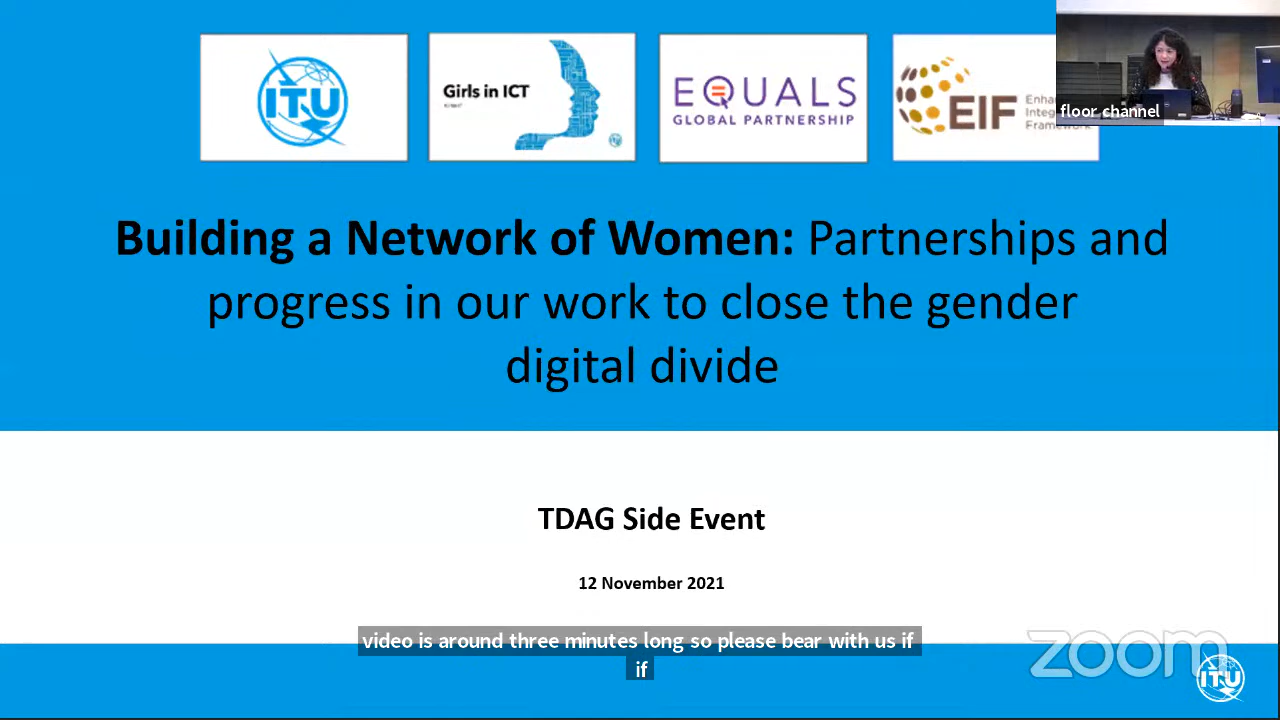 ITU
Girls in ICT
EQUALS
GLOBAL PARTNERSHIP
EIF
Integ
Framework
floor channel
Building a Network of Women: Partnerships and
progress in our work to close the gender
digital divide
TDAG Side Event
12 November 2021
video is around three minutes long so please bear with us if
if
zoom
ITU